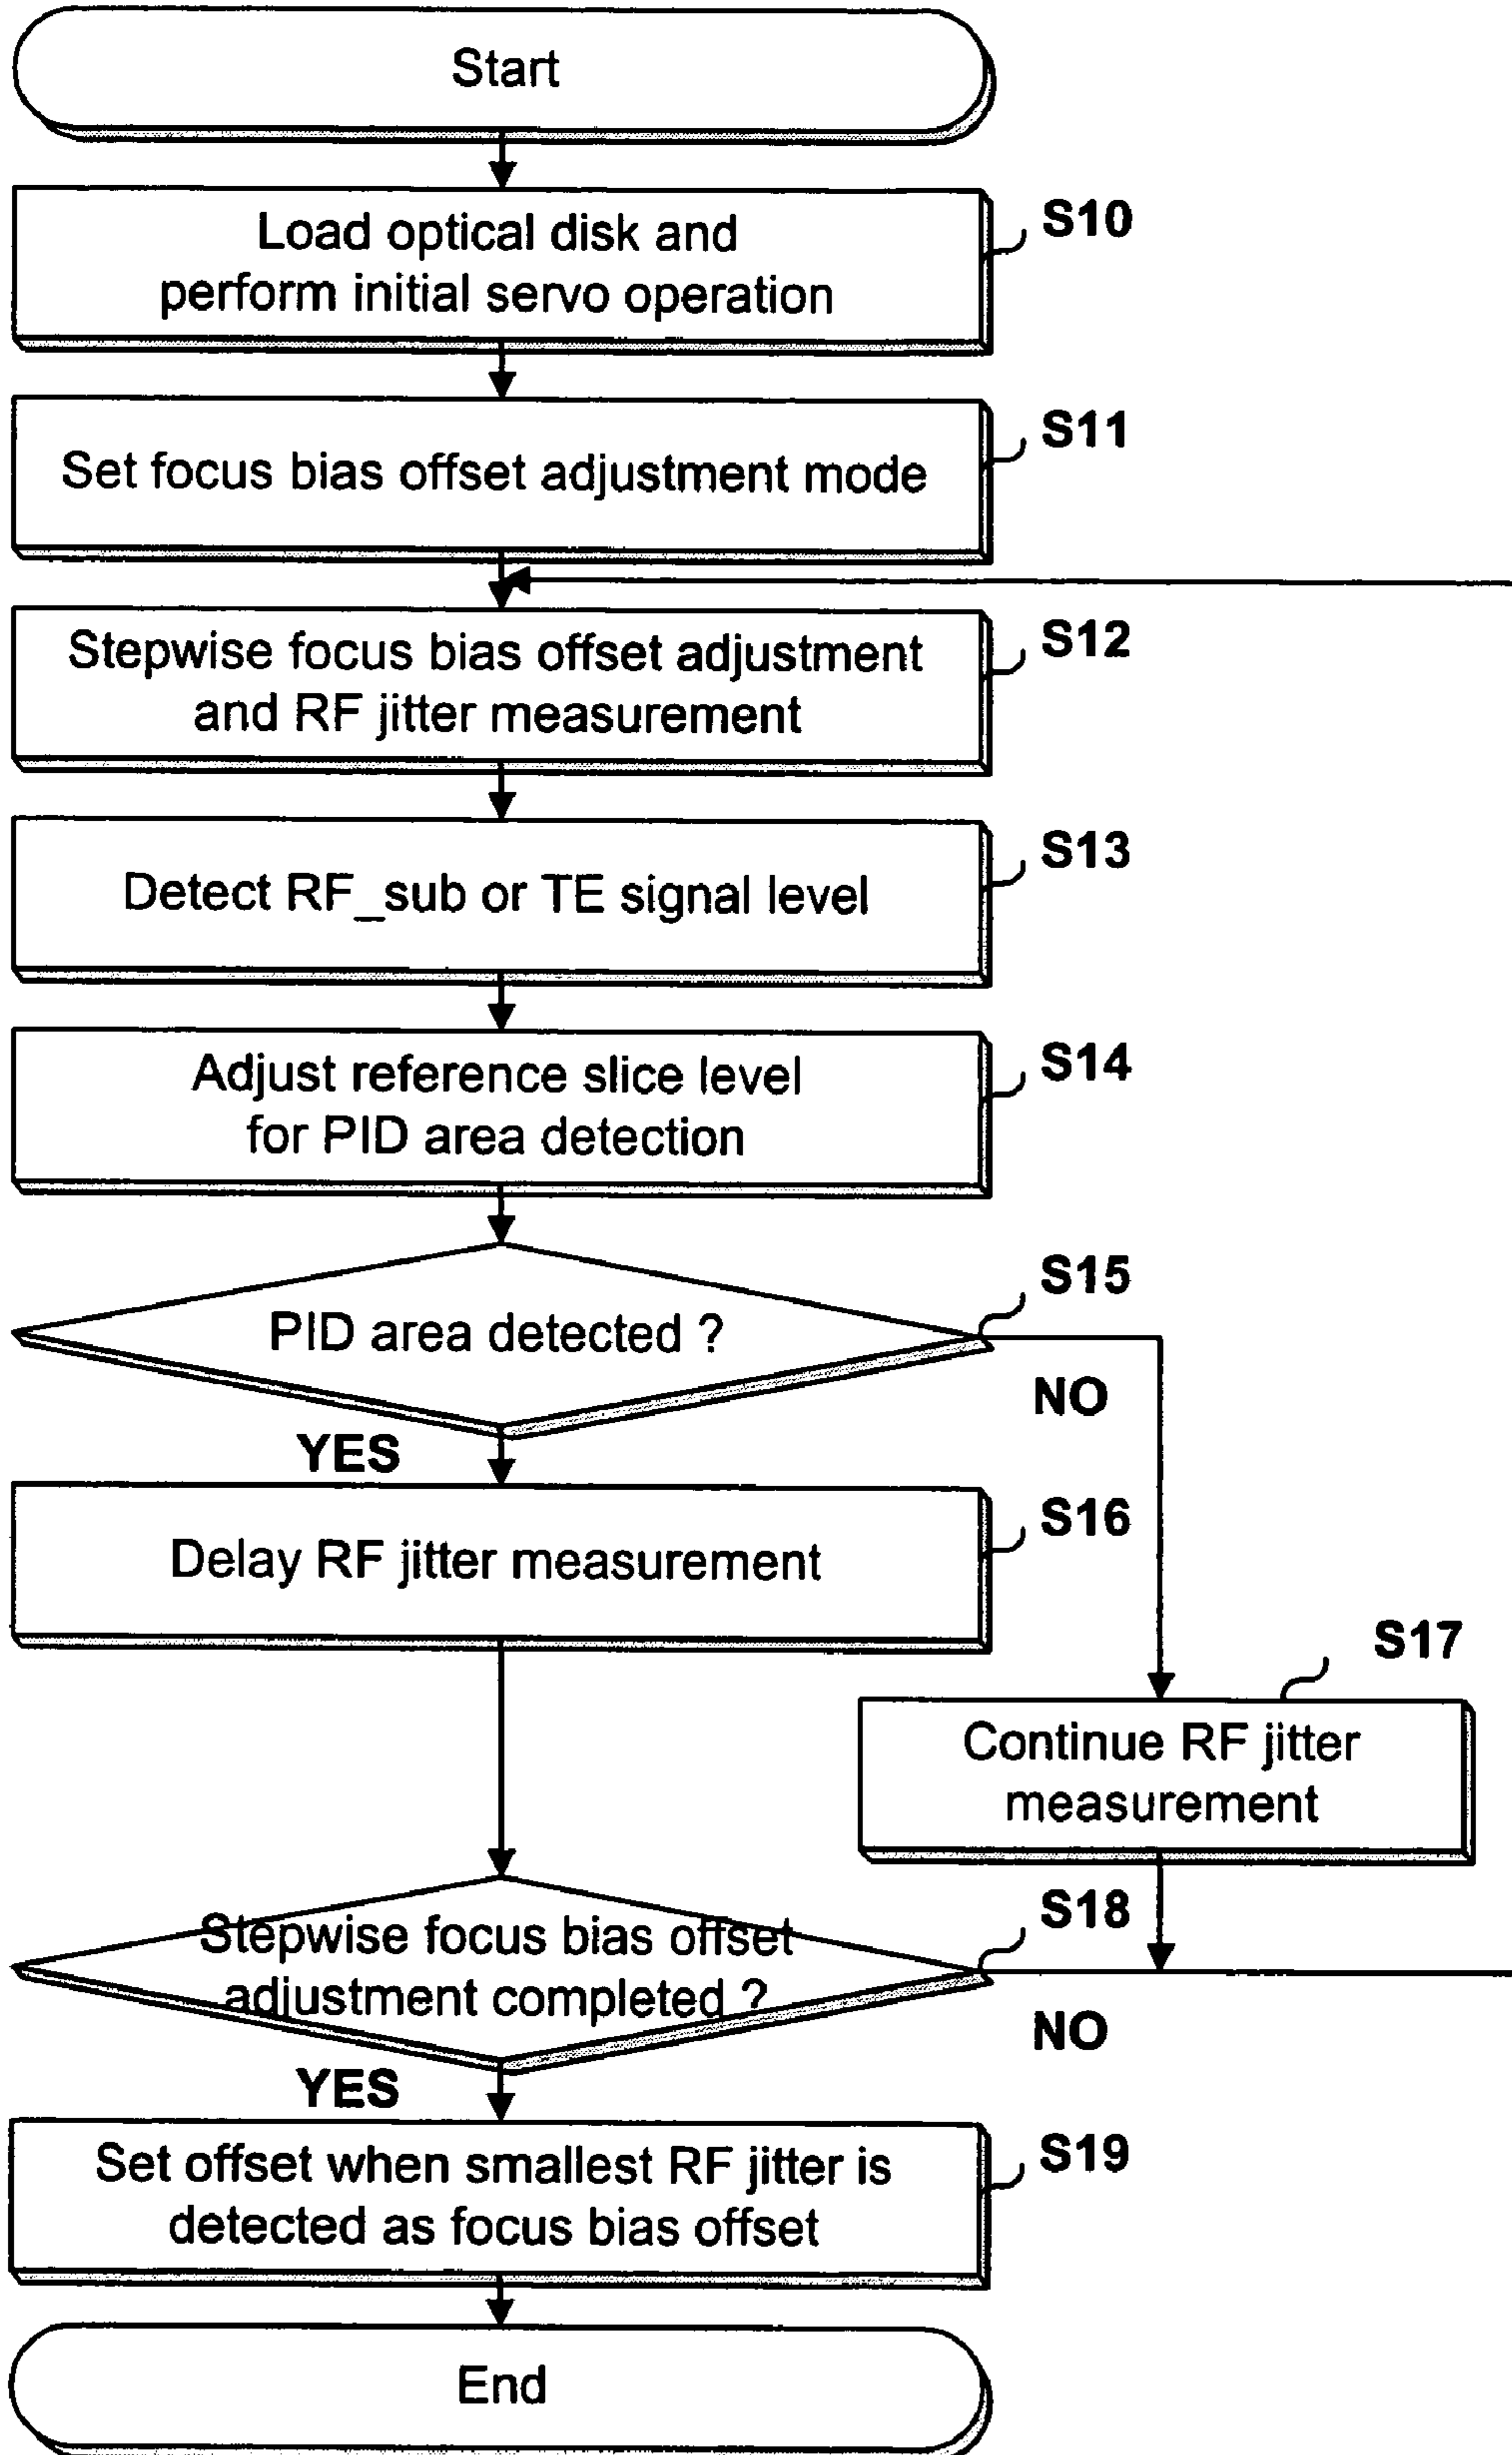 Start
Load optical disk and
perform initial servo operation
S10
Set focus bias offset adjustment mode
S11
Stepwise focus bias offset adjustment
and RF jitter measurement
S12
Detect RF_sub or TE signal level
S13
Adjust reference slice level
for PID area detection
S14
PID area detected ?
S15
NO
YES
Delay RF jitter measurement
S16
S17
Continue RF jitter
measurement
Stepwise focus bias offset
adjustment completed ?
S18
NO
YES
Set offset when smallest RF jitter is
detected as focus bias offset
S19
End